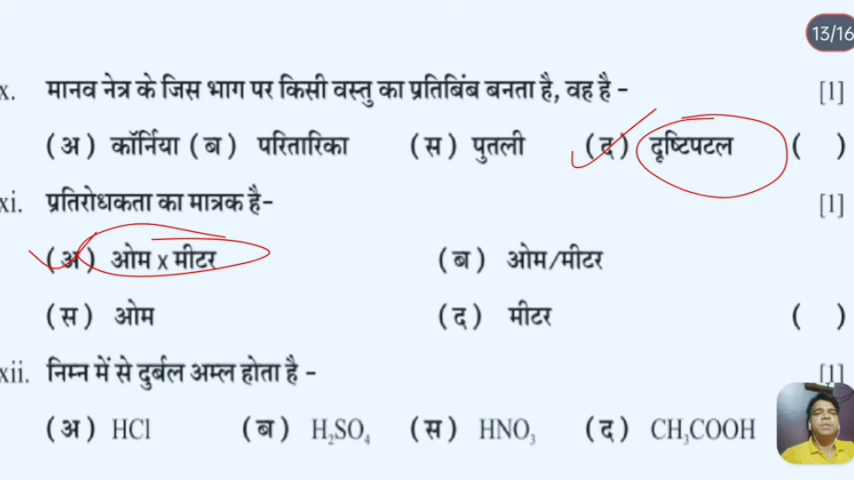 13/16
x. मानव नेत्र के जिस भाग पर किसी वस्तु का प्रतिबिंब बनता है, वह है - [1]
(अ) कॉर्निया (ब) परितारिका (स) पुतली (द) दृष्टिपटल ( )
xi. प्रतिरोधकता का मात्रक है- [1]
(अ) ओम x मीटर (ब) ओम/मीटर
(स) ओम (द) मीटर ( )
xii. निम्न में से दुर्बल अम्ल होता है - [1]
(अ) HCl (ब) H₂SO₄ (स) HNO₃ (द) CH₃COOH